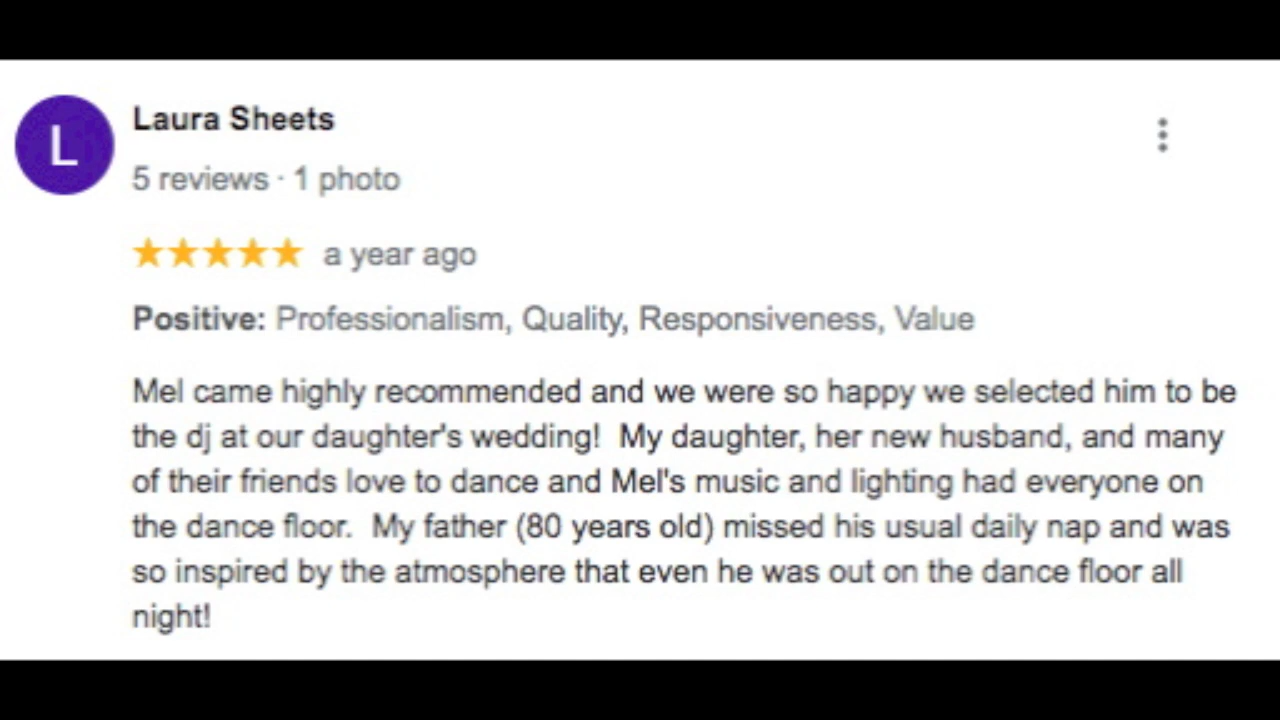 L
Laura Sheets
5 reviews · 1 photo
★★★★★ a year ago
Positive: Professionalism, Quality, Responsiveness, Value
Mel came highly recommended and we were so happy we selected him to be
the dj at our daughter's wedding!  My daughter, her new husband, and many
of their friends love to dance and Mel's music and lighting had everyone on
the dance floor.  My father (80 years old) missed his usual daily nap and was
so inspired by the atmosphere that even he was out on the dance floor all
night!